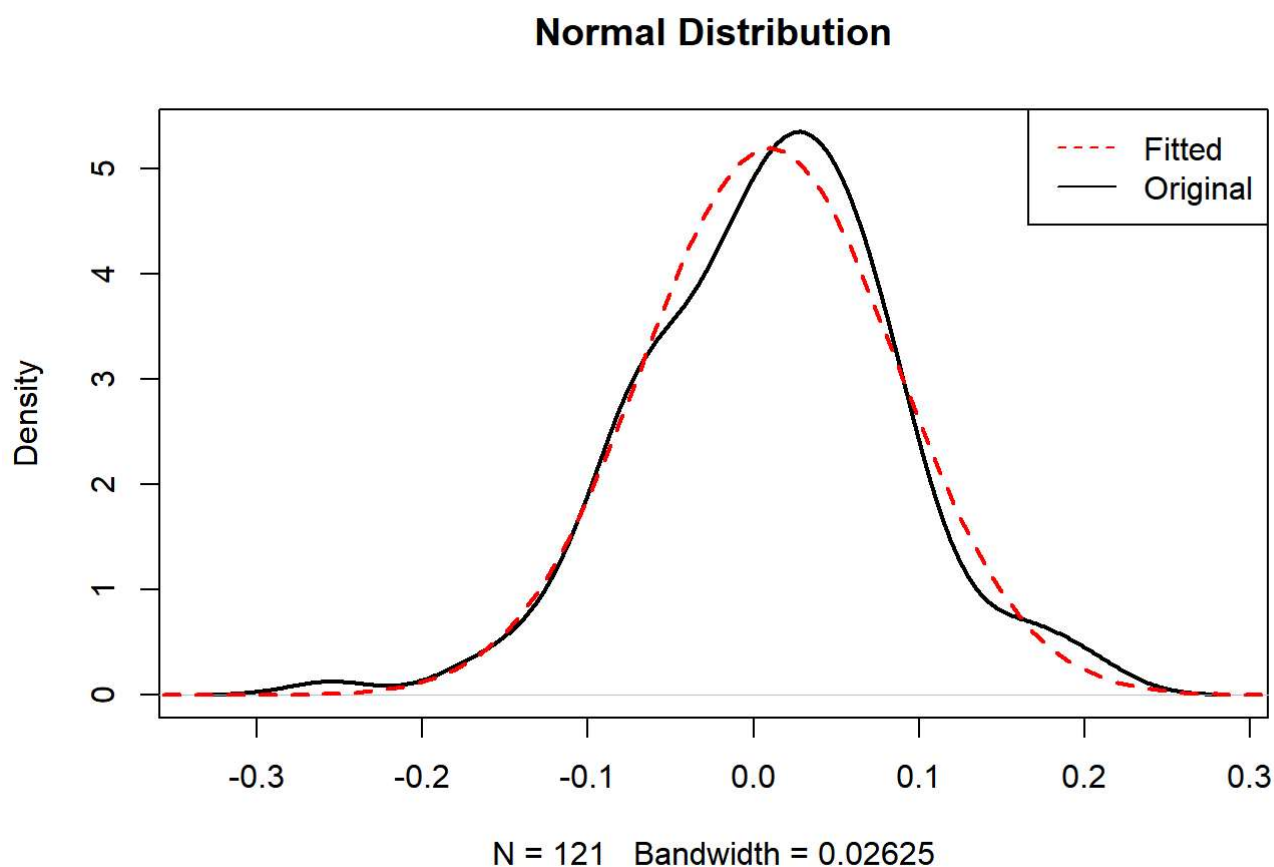 Normal Distribution
Fitted
Original
Density
5
4
3
2
1
0
-0.3 -0.2 -0.1 0.0 0.1 0.2 0.3
N = 121 Bandwidth = 0.02625